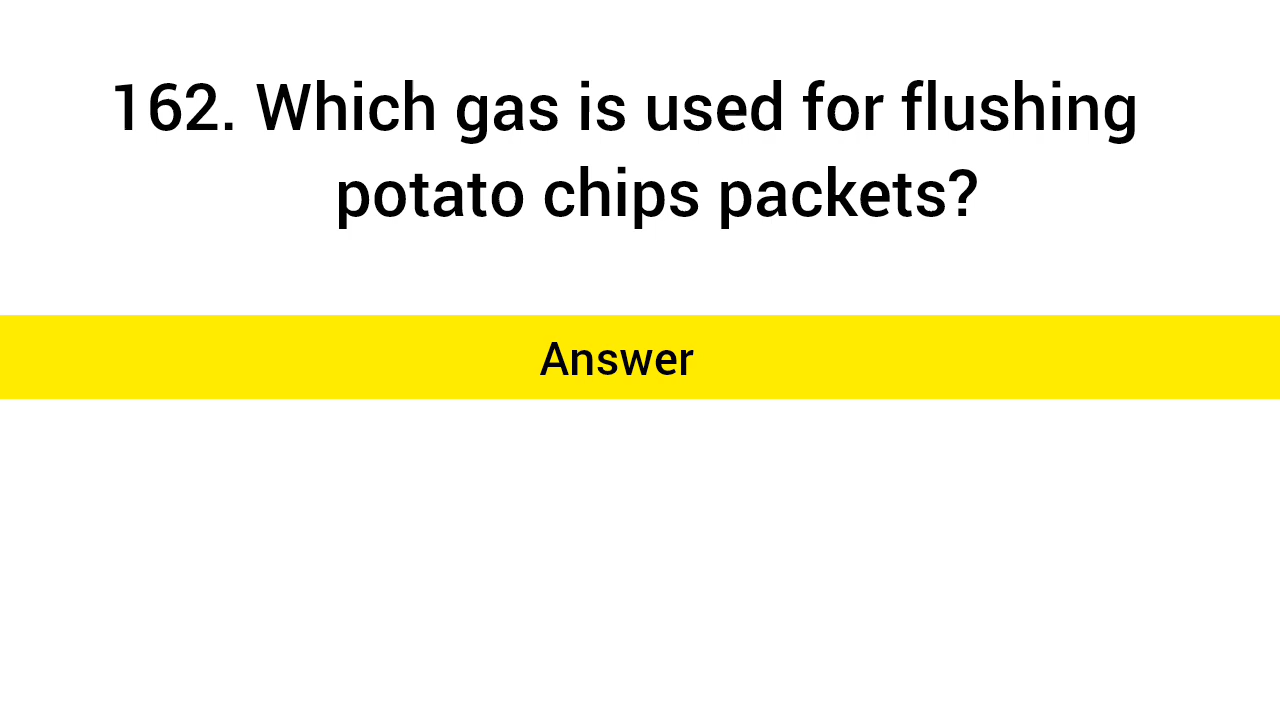 162. Which gas is used for flushing
potato chips packets?
Answer